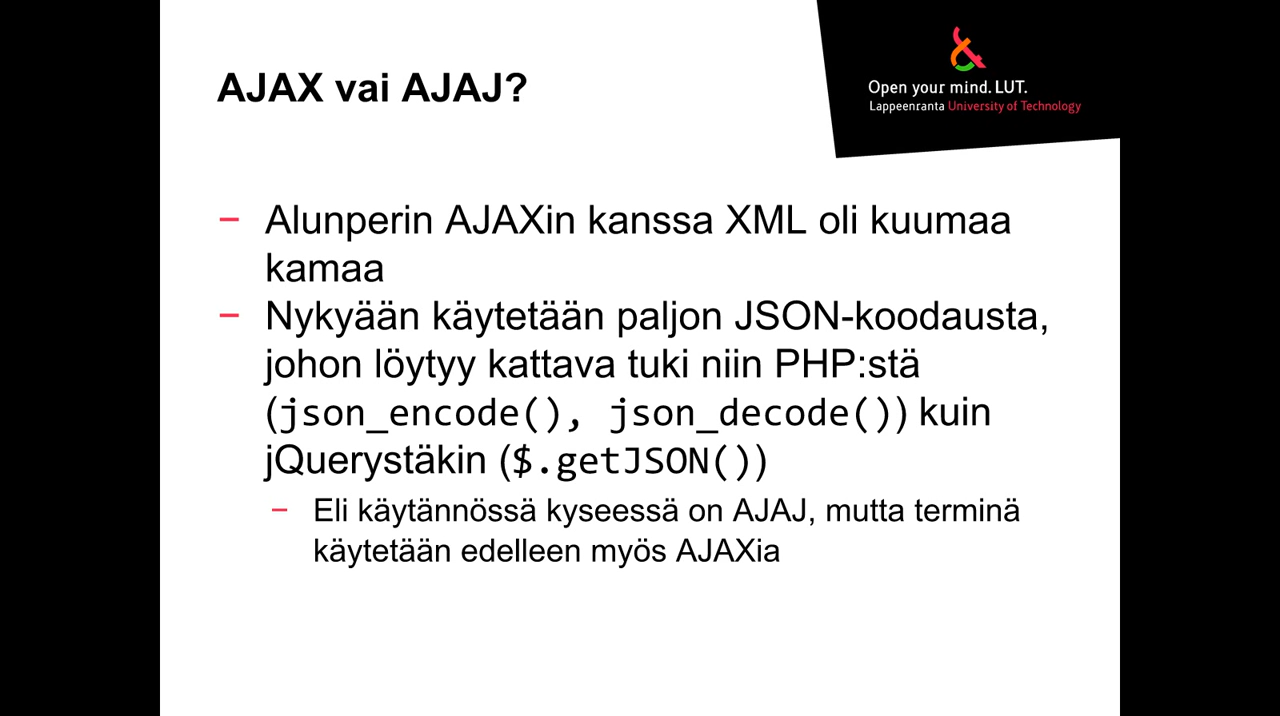 AJAX vai AJAJ?
Open your mind. LUT.
Lappeenranta University of Technology
– Alunperin AJAXin kanssa XML oli kuumaa
kamaa
– Nykyään käytetään paljon JSON-koodausta,
johon löytyy kattava tuki niin PHP:stä
(json_encode(), json_decode()) kuin
jQuerystäkin ($.getJSON())
– Eli käytännössä kyseessä on AJAJ, mutta terminä
käytetään edelleen myös AJAXia